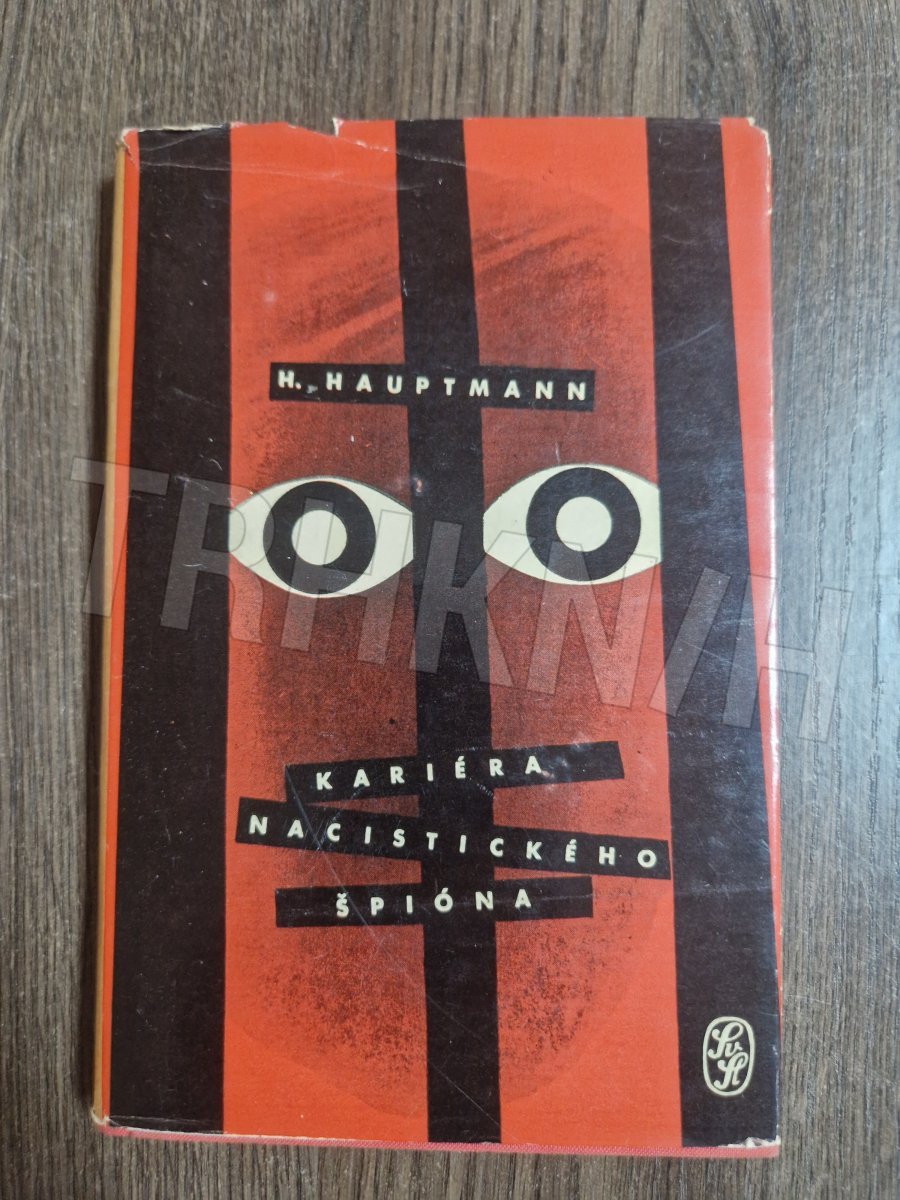 H. HAUPTMANN
TRHKNIH
KARIÉRA
NACISTICKÉHO
ŠPIÓNA